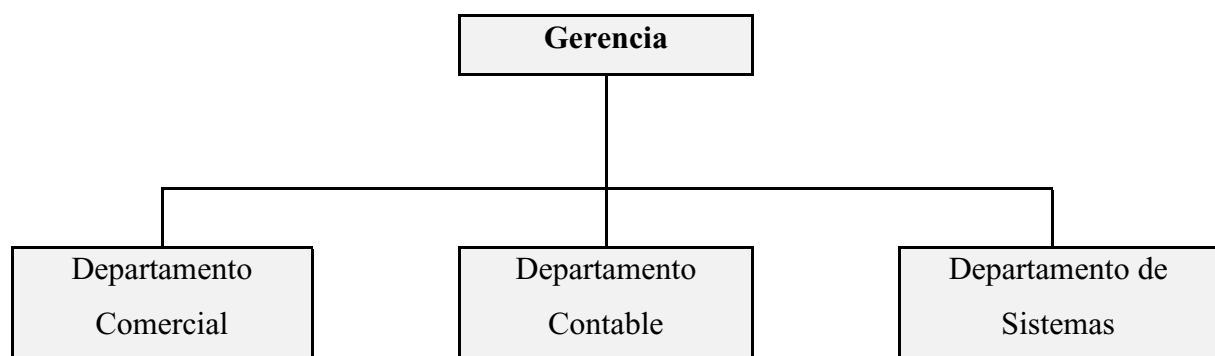 Gerencia
Departamento
Comercial
Departamento
Contable
Departamento de
Sistemas